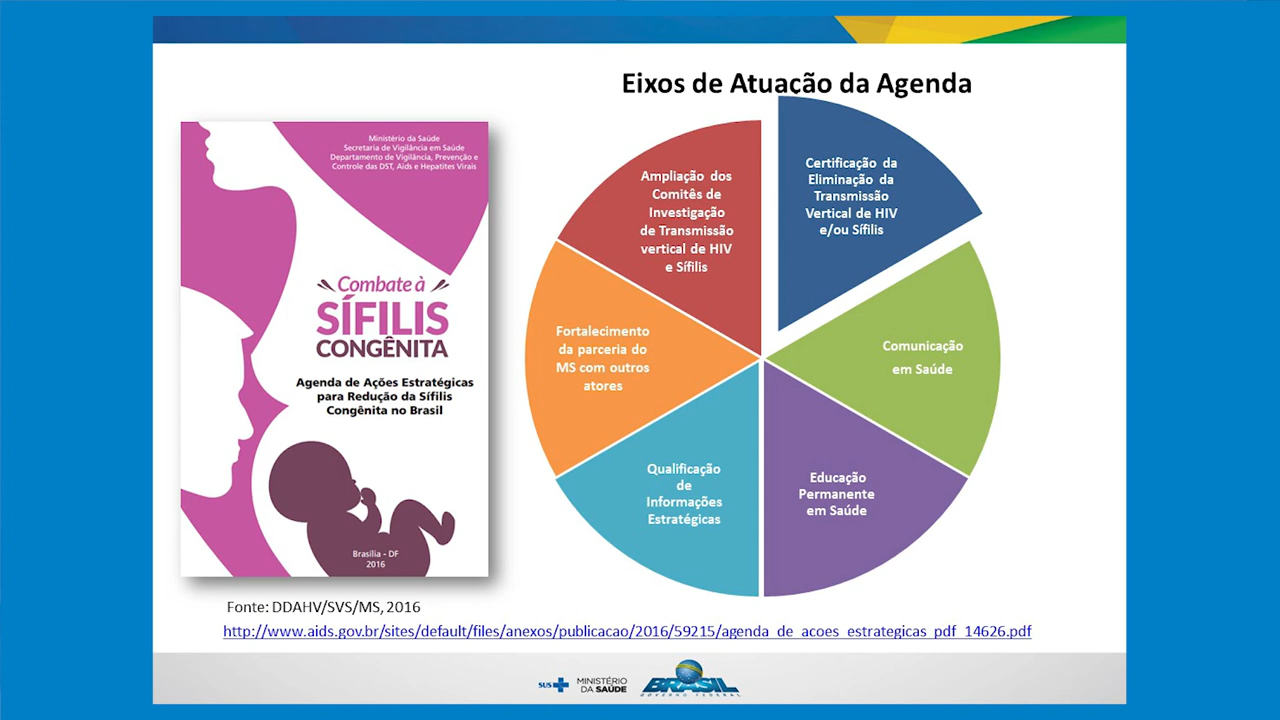 Eixos de Atuação da Agenda
Ministério da Saúde
Secretaria de Vigilância em Saúde
Departamento de Vigilância, Prevenção e
Controle das DST, Aids e Hepatites Virais
Combate à
SÍFILIS
CONGÊNITA
Agenda de Ações Estratégicas
para Redução da Sífilis
Congênita no Brasil
Brasília - DF
2016
Certificação da
Eliminação da
Transmissão
Vertical de HIV
e/ou Sífilis
Comunicação
em Saúde
Educação
Permanente
em Saúde
Qualificação
de
Informações
Estratégicas
Fortalecimento
da parceria do
MS com outros
atores
Ampliação dos
Comitês de
Investigação
de Transmissão
vertical de HIV
e Sífilis
Fonte: DDAHV/SVS/MS, 2016
http://www.aids.gov.br/sites/default/files/anexos/publicacao/2016/59215/agenda_de_acoes_estrategicas_pdf_14626.pdf
SUS
MINISTÉRIO
DA SAÚDE
BRASIL
GOVERNO FEDERAL